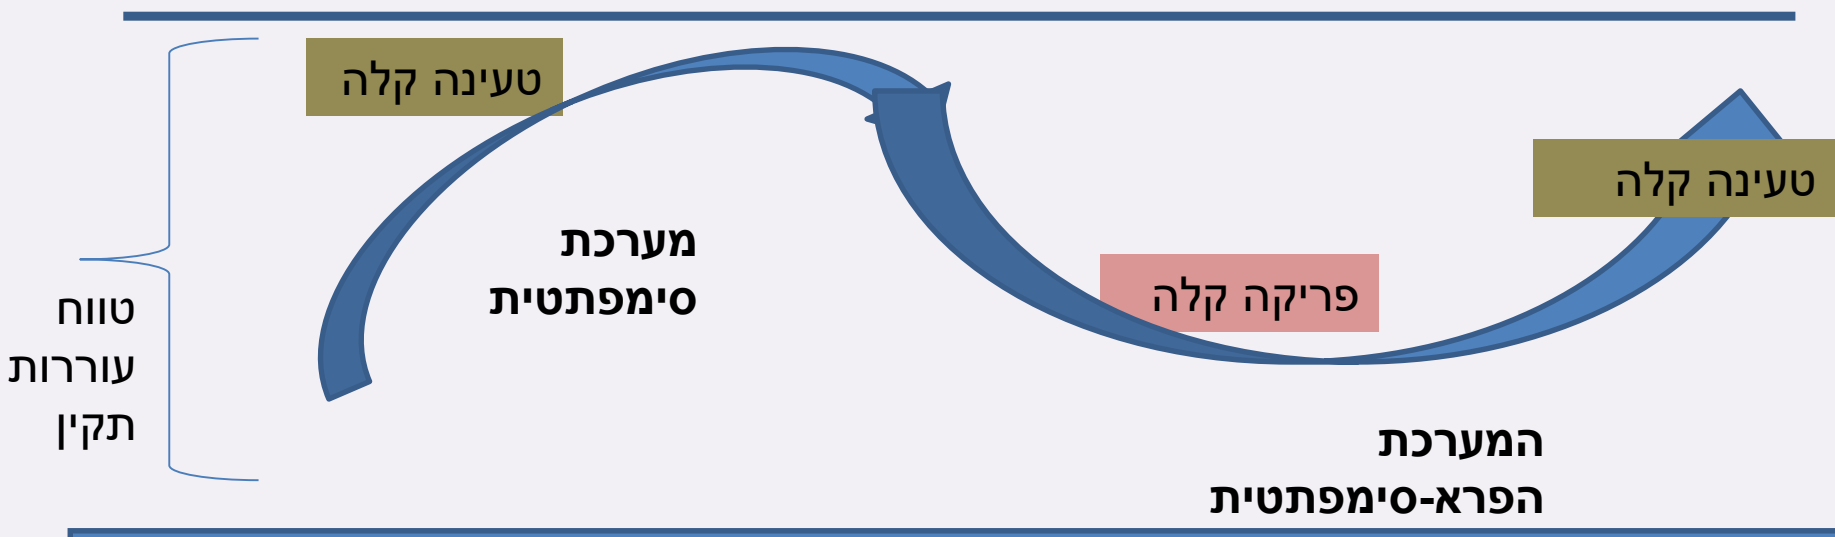 טעינה קלה
טעינה קלה
מערכת
סימפתטית
פריקה קלה
טווח
עוררות
תקין
המערכת
הפרא-סימפתטית